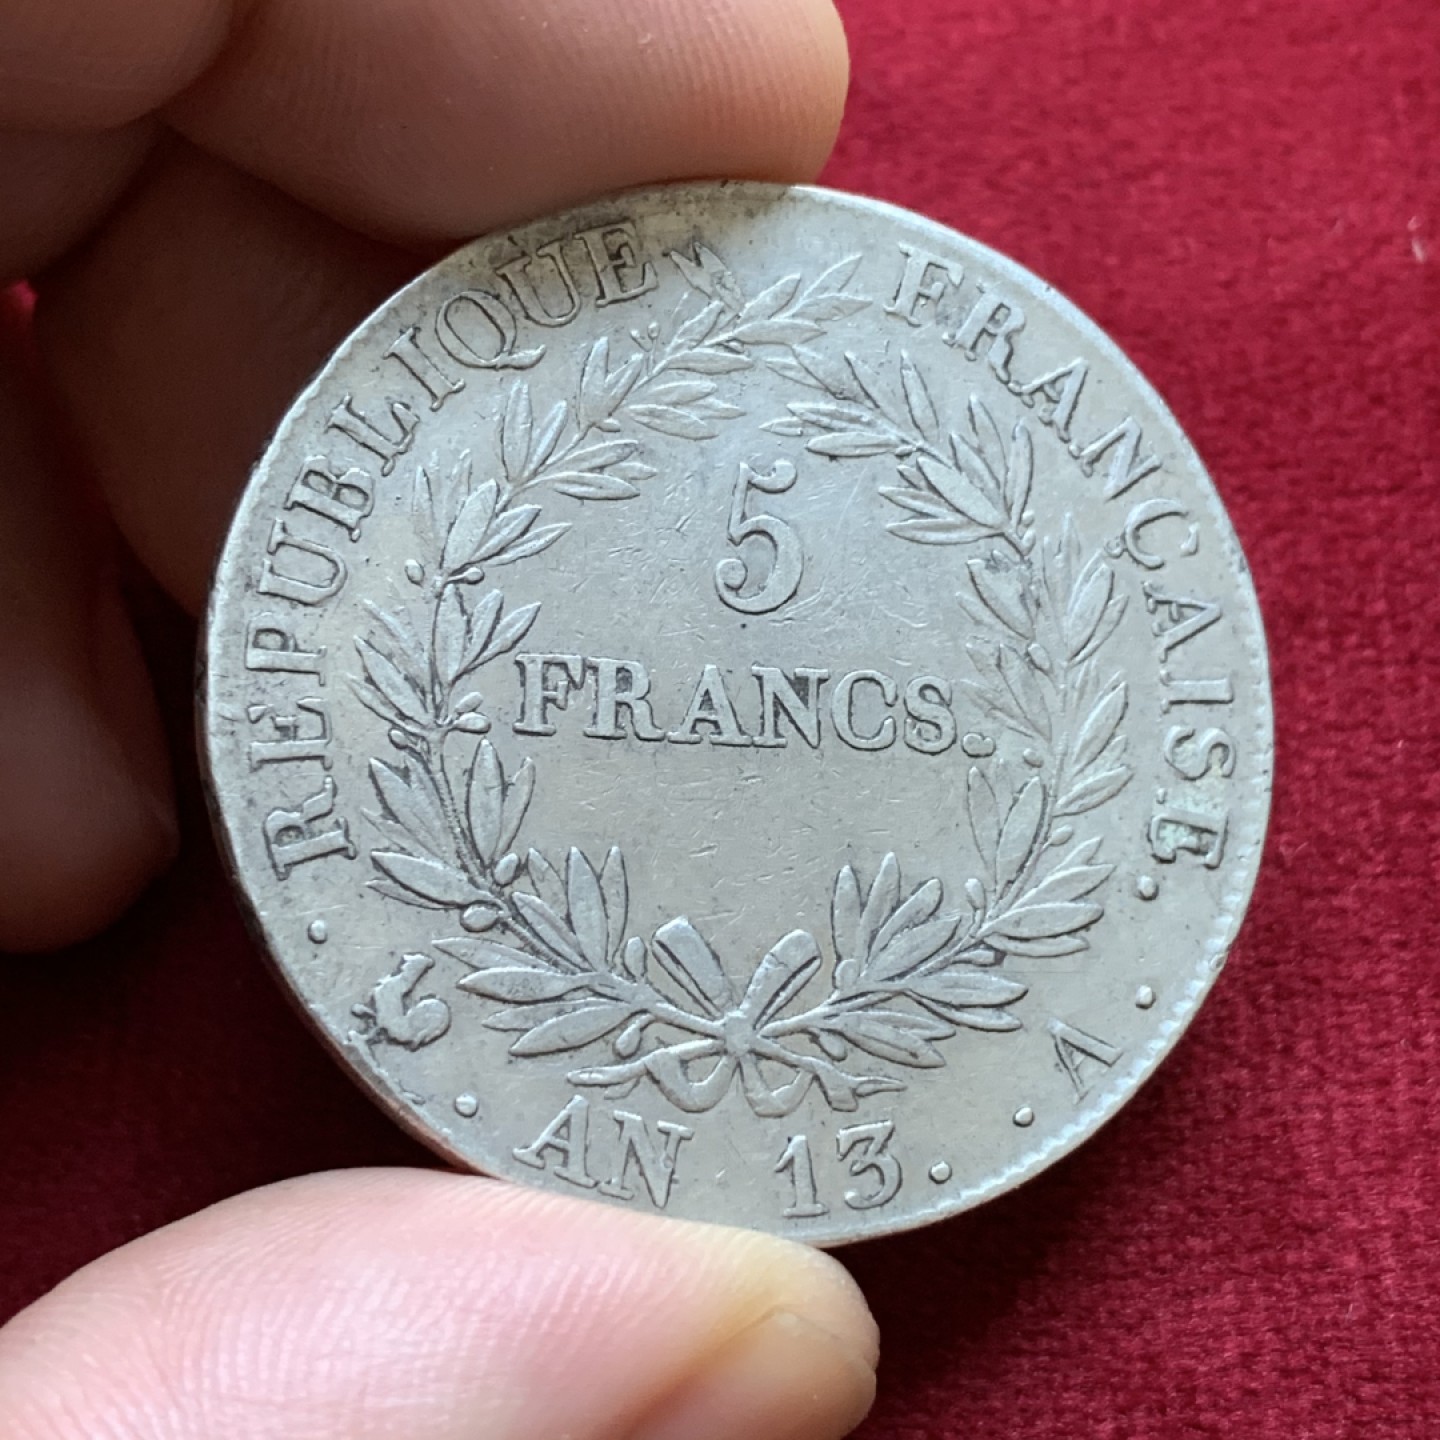 REPUBLIQUE FRANÇAISE.
5
FRANCS.
. AN 13 . A .